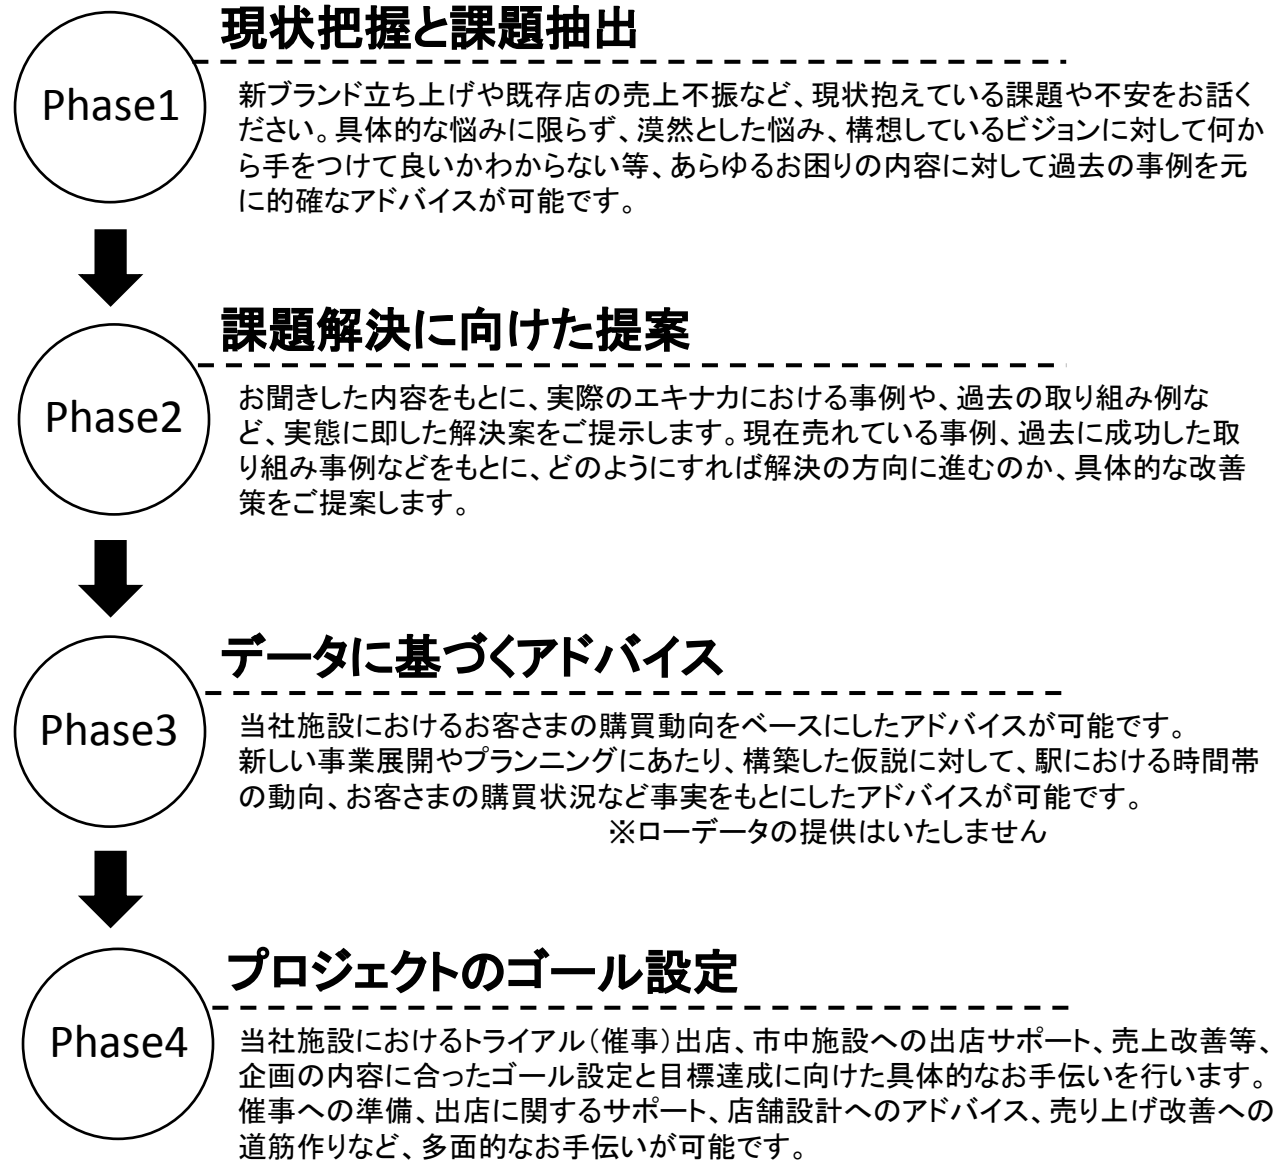 現状把握と課題抽出
Phase1
新ブランド立ち上げや既存店の売上不振など、現状抱えている課題や不安をお話く
ださい。具体的な悩みに限らず、漠然とした悩み、構想しているビジョンに対して何か
ら手をつけて良いかわからない等、あらゆるお困りの内容に対して過去の事例を元
に的確なアドバイスが可能です。
課題解決に向けた提案
Phase2
お聞きした内容をもとに、実際のエキナカにおける事例や、過去の取り組み例な
ど、実態に即した解決案をご提示します。現在売れている事例、過去に成功した取
り組み事例などをもとに、どのようにすれば解決の方向に進むのか、具体的な改善
策をご提案します。
データに基づくアドバイス
Phase3
当社施設におけるお客さまの購買動向をベースにしたアドバイスが可能です。
新しい事業展開やプランニングにあたり、構築した仮説に対して、駅における時間帯
の動向、お客さまの購買状況など事実をもとにしたアドバイスが可能です。
※ローデータの提供はいたしません
プロジェクトのゴール設定
Phase4
当社施設におけるトライアル（催事）出店、市中施設への出店サポート、売上改善等、
企画の内容に合ったゴール設定と目標達成に向けた具体的なお手伝いを行います。
催事への準備、出店に関するサポート、店舗設計へのアドバイス、売り上げ改善への
道筋作りなど、多面的なお手伝いが可能です。